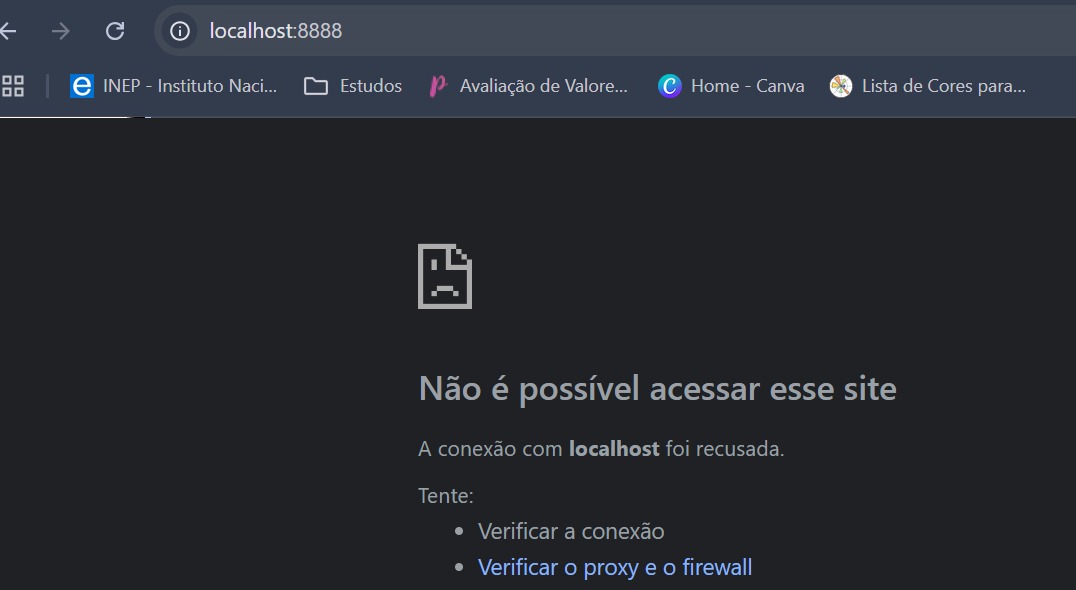 localhost:8888
INEP - Instituto Naci... Estudos Avaliação de Valore... Home - Canva Lista de Cores para...
Não é possível acessar esse site
A conexão com localhost foi recusada.
Tente:
• Verificar a conexão
• Verificar o proxy e o firewall